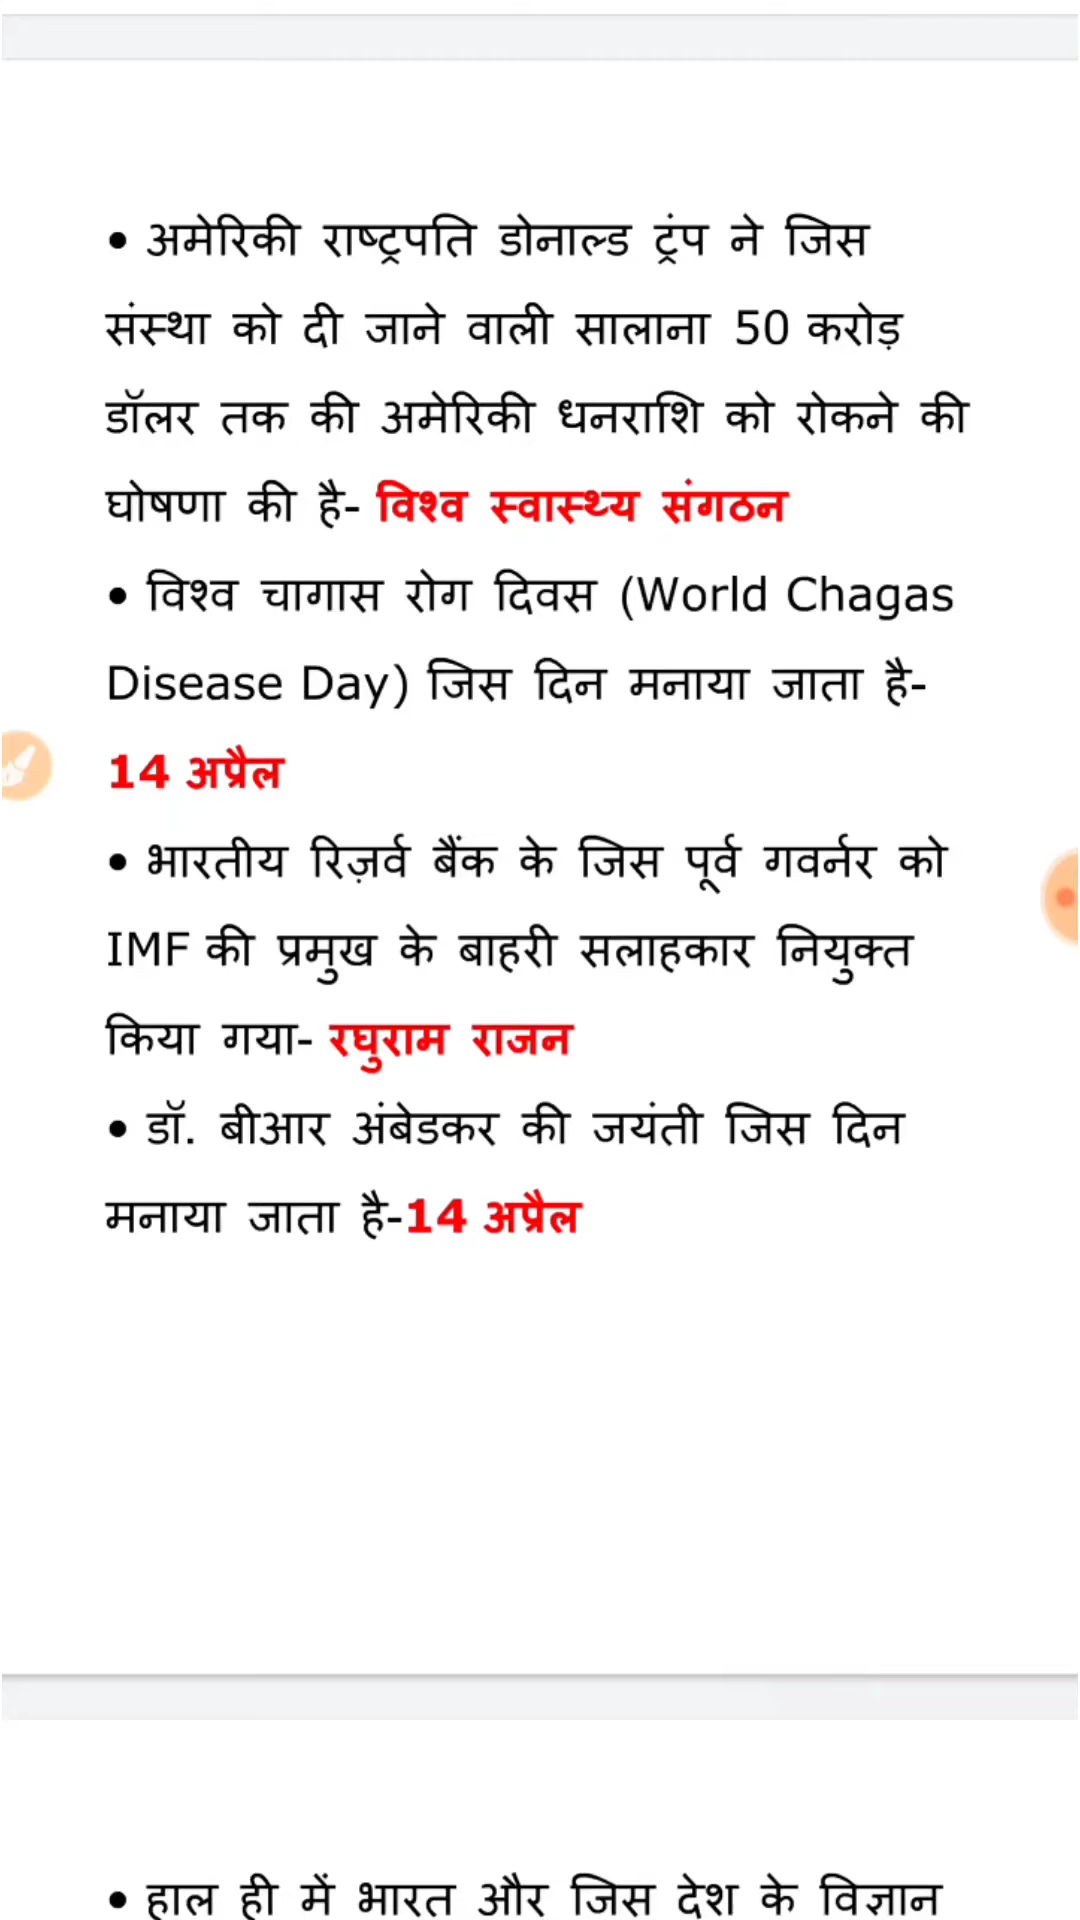 • अमेरिकी राष्ट्रपति डोनाल्ड ट्रंप ने जिस
संस्था को दी जाने वाली सालाना 50 करोड़
डॉलर तक की अमेरिकी धनराशि को रोकने की
घोषणा की है- विश्व स्वास्थ्य संगठन
• विश्व चागास रोग दिवस (World Chagas
Disease Day) जिस दिन मनाया जाता है-
14 अप्रैल
• भारतीय रिज़र्व बैंक के जिस पूर्व गवर्नर को
IMF की प्रमुख के बाहरी सलाहकार नियुक्त
किया गया- रघुराम राजन
• डॉ. बीआर अंबेडकर की जयंती जिस दिन
मनाया जाता है-14 अप्रैल
• हाल ही में भारत और जिस देश के विज्ञान